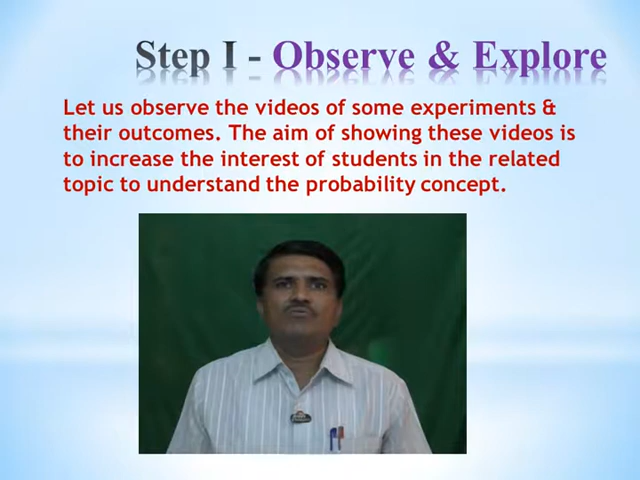 Step I - Observe & Explore
Let us observe the videos of some experiments &
their outcomes. The aim of showing these videos is
to increase the interest of students in the related
topic to understand the probability concept.